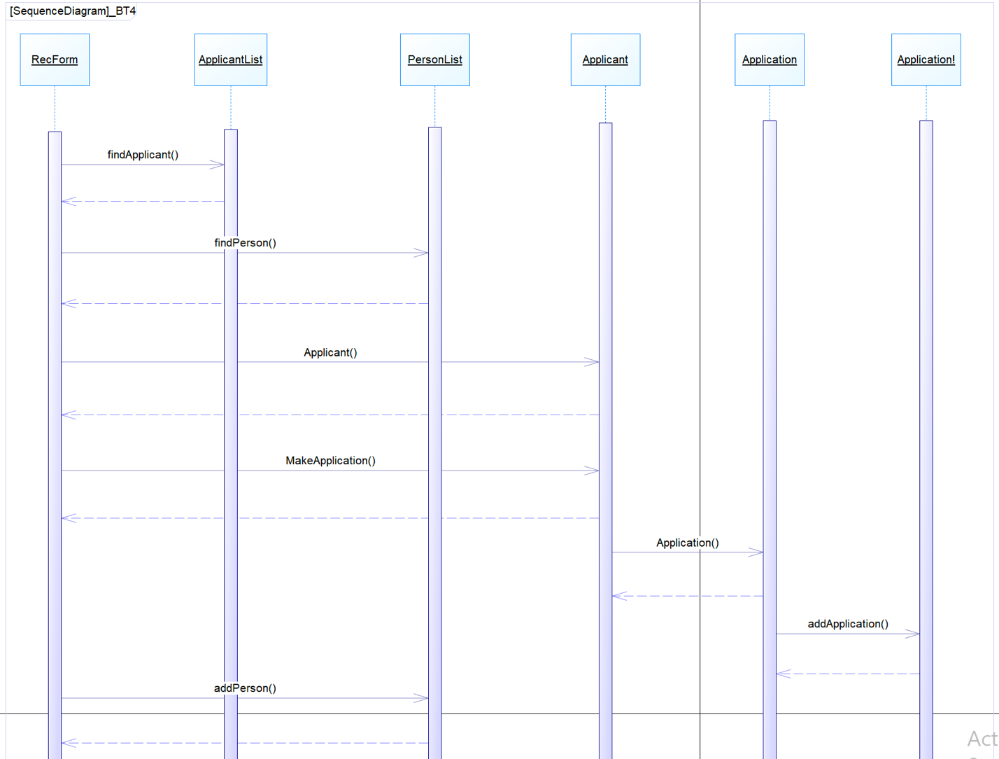 [SequenceDiagram]_BT4
RecForm
ApplicantList
PersonList
Applicant
Application
Application!
findApplicant()
findPerson()
Applicant()
MakeApplication()
Application()
addApplication()
addPerson()
Act